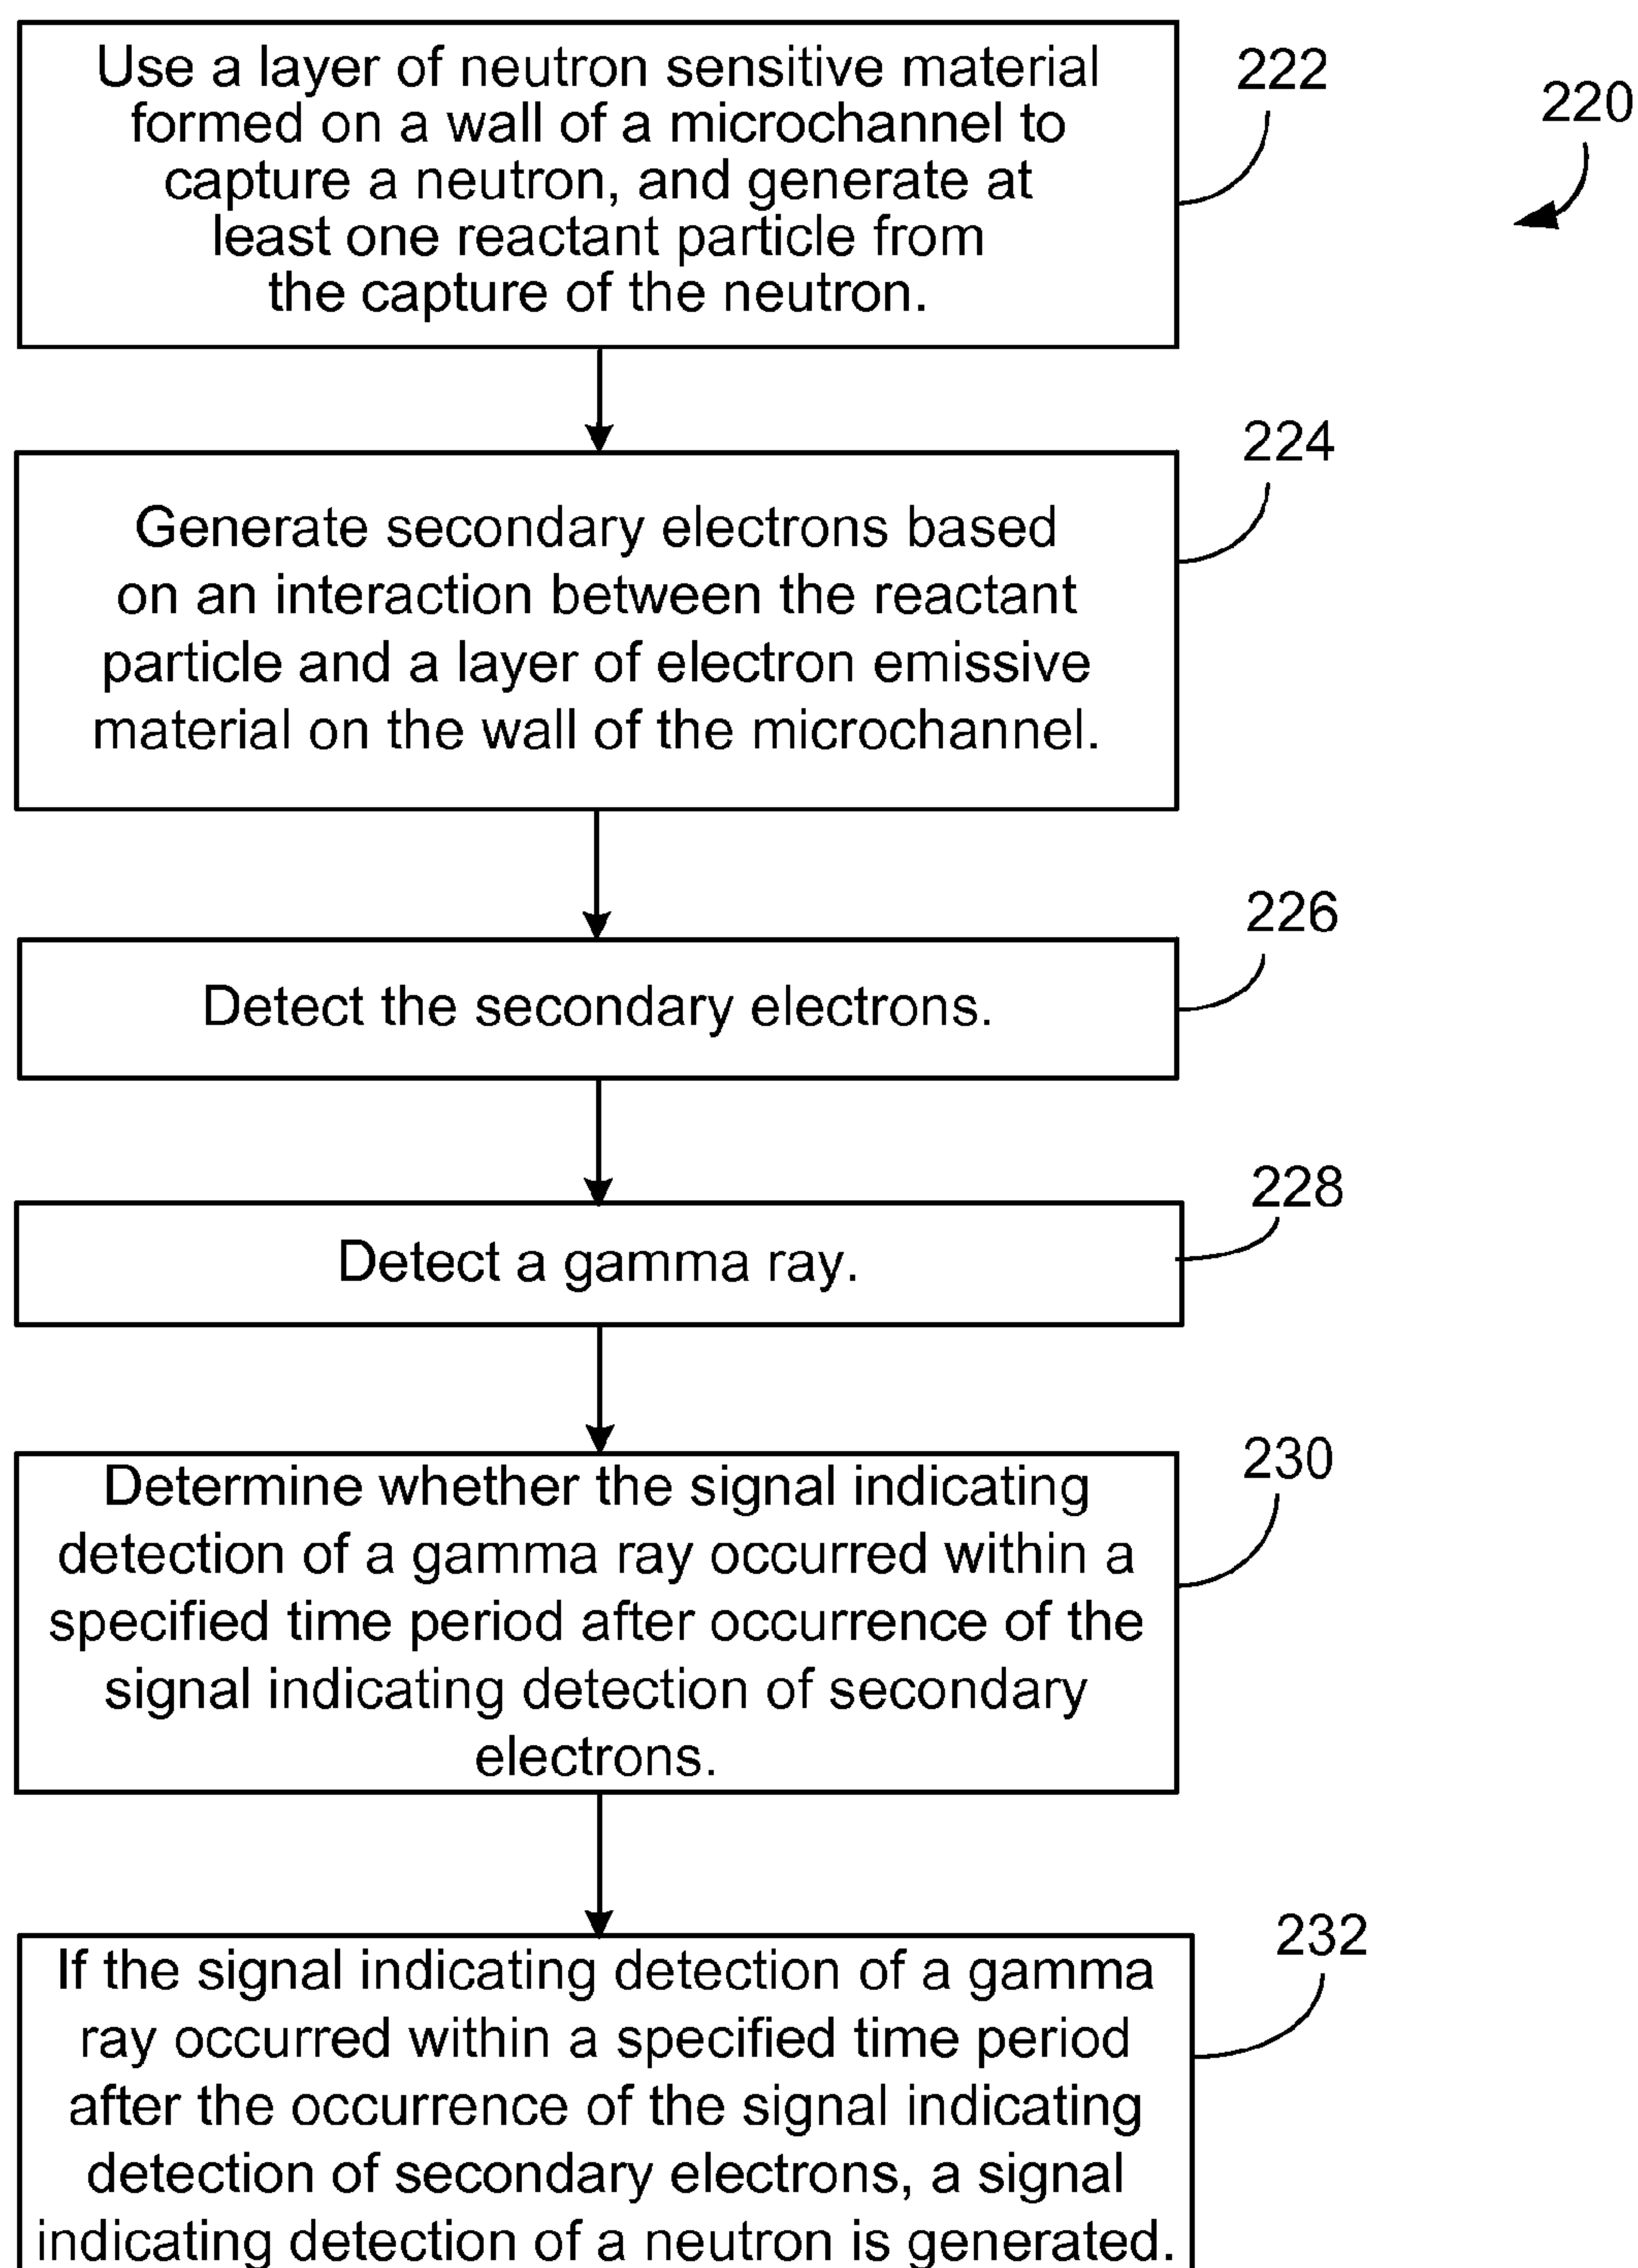 Use a layer of neutron sensitive material
formed on a wall of a microchannel to
capture a neutron, and generate at
least one reactant particle from
the capture of the neutron.
222
220
Generate secondary electrons based
on an interaction between the reactant
particle and a layer of electron emissive
material on the wall of the microchannel.
224
Detect the secondary electrons.
226
Detect a gamma ray.
228
Determine whether the signal indicating
detection of a gamma ray occurred within a
specified time period after occurrence of the
signal indicating detection of secondary
electrons.
230
If the signal indicating detection of a gamma
ray occurred within a specified time period
after the occurrence of the signal indicating
detection of secondary electrons, a signal
indicating detection of a neutron is generated.
232